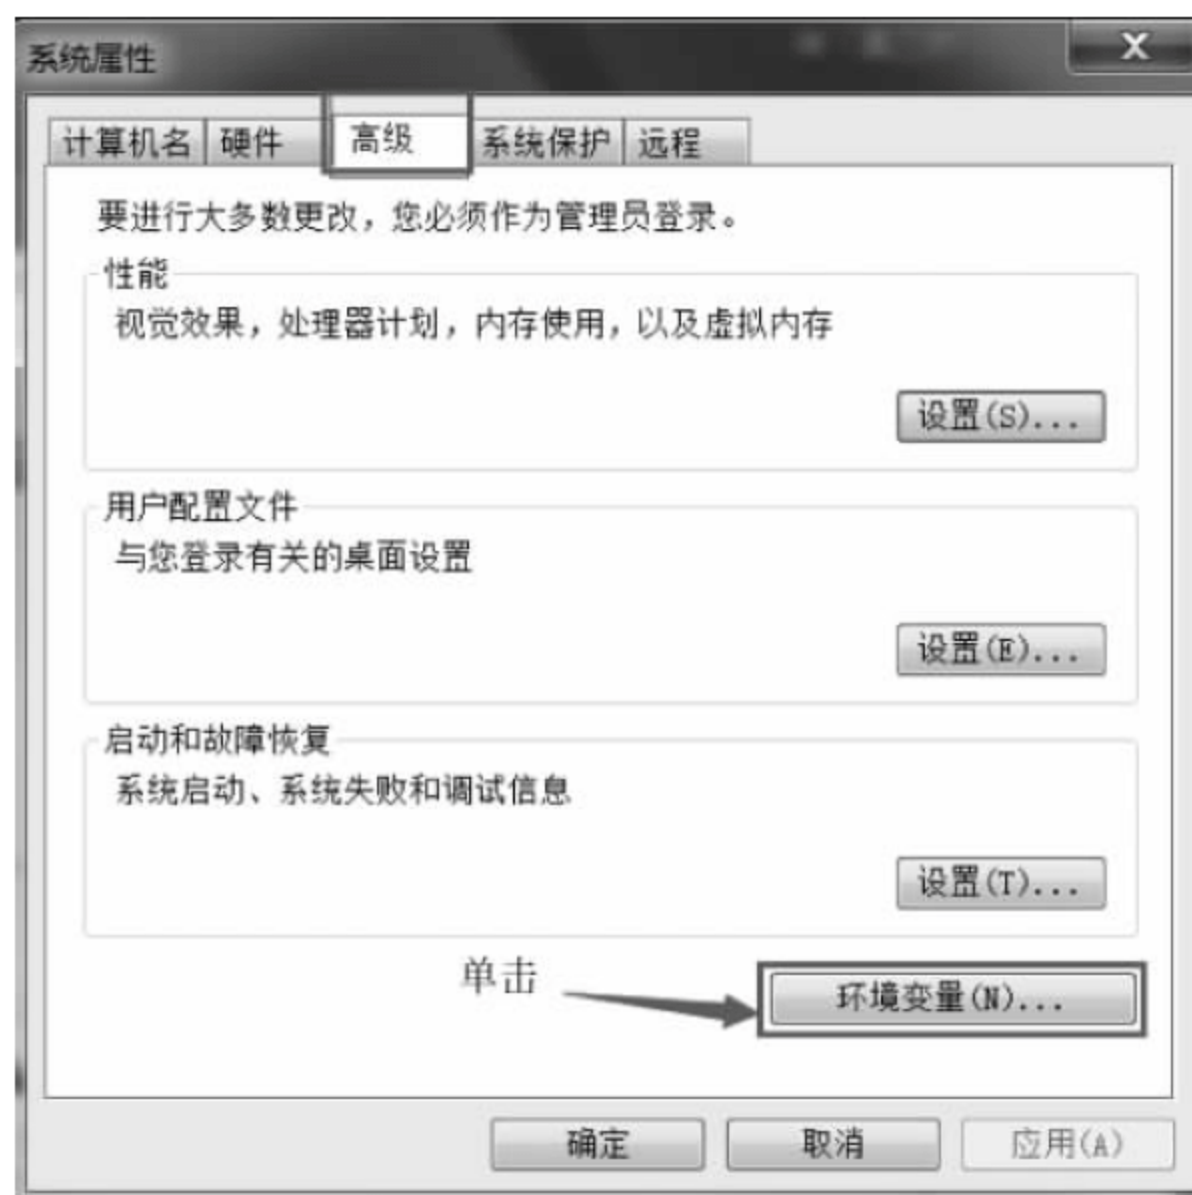 系统属性
X
计算机名 硬件 高级 系统保护 远程
要进行大多数更改，您必须作为管理员登录。
性能
视觉效果，处理器计划，内存使用，以及虚拟内存
设置(S)...
用户配置文件
与您登录有关的桌面设置
设置(E)...
启动和故障恢复
系统启动、系统失败和调试信息
设置(T)...
单击
环境变量(N)...
确定 取消 应用(A)